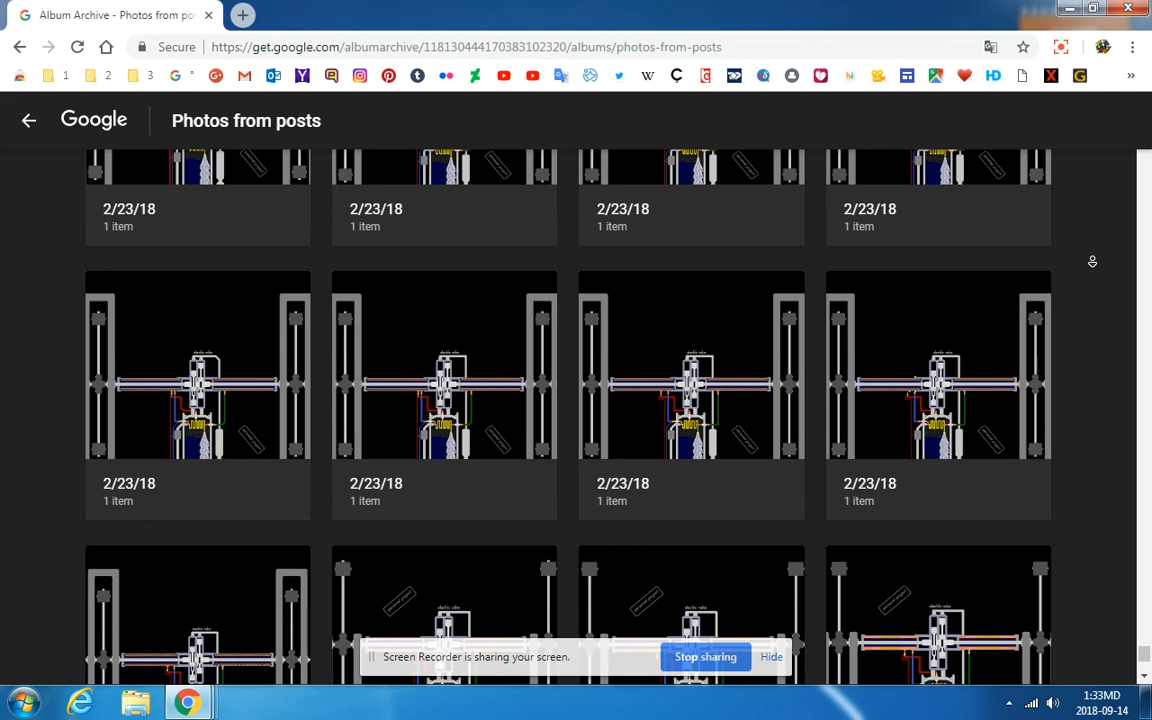 Album Archive - Photos from po
Secure
https://get.google.com/albumarchive/118130444170383102320/albums/photos-from-posts
1
2
3
hi
HD
Google
Photos from posts
2/23/18
1 item
2/23/18
1 item
2/23/18
1 item
2/23/18
1 item
2/23/18
1 item
2/23/18
1 item
2/23/18
1 item
2/23/18
1 item
Screen Recorder is sharing your screen.
Stop sharing
Hide
1:33MD
2018-09-14